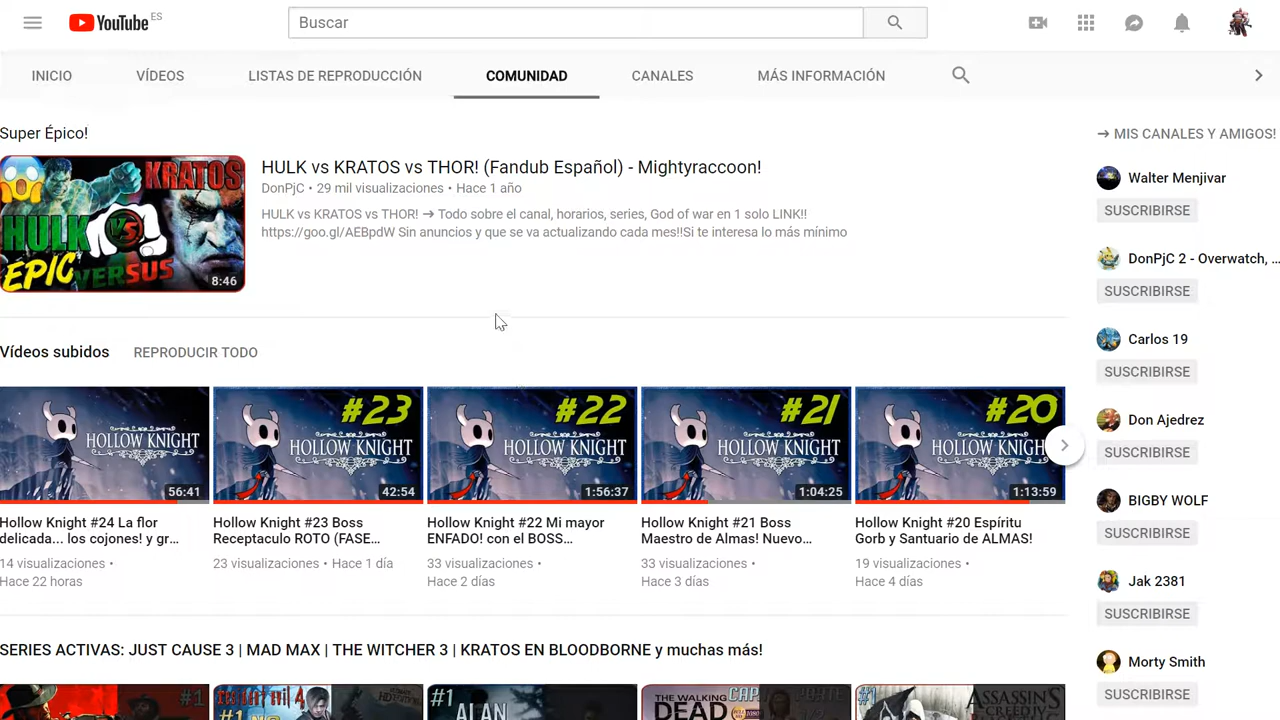 YouTube ES
Buscar
INICIO VÍDEOS LISTAS DE REPRODUCCIÓN COMUNIDAD CANALES MÁS INFORMACIÓN
Super Épico!
HULK
VS
KRATOS
EPIC
VERSUS
8:46
HULK vs KRATOS vs THOR! (Fandub Español) - Mightyraccoon!
DonPjC • 29 mil visualizaciones • Hace 1 año
HULK vs KRATOS vs THOR! ➔ Todo sobre el canal, horarios, series, God of war en 1 solo LINK!!
https://goo.gl/AEBpdW Sin anuncios y que se va actualizando cada mes!!Si te interesa lo más mínimo
Vídeos subidos REPRODUCIR TODO
HOLLOW KNIGHT
56:41
Hollow Knight #24 La flor
delicada... los cojones! y gr...
14 visualizaciones •
Hace 22 horas
#23
HOLLOW KNIGHT
42:54
Hollow Knight #23 Boss
Receptaculo ROTO (FASE...
23 visualizaciones • Hace 1 día
#22
HOLLOW KNIGHT
1:56:37
Hollow Knight #22 Mi mayor
ENFADO! con el BOSS...
33 visualizaciones •
Hace 2 días
#21
HOLLOW KNIGHT
1:04:25
Hollow Knight #21 Boss
Maestro de Almas! Nuevo...
33 visualizaciones •
Hace 3 días
#20
HOLLOW KNIGHT
1:13:59
Hollow Knight #20 Espíritu
Gorb y Santuario de ALMAS!
19 visualizaciones •
Hace 4 días
SERIES ACTIVAS: JUST CAUSE 3 | MAD MAX | THE WITCHER 3 | KRATOS EN BLOODBORNE y muchas más!
#1
#1
#1
ALAN
THE WALKING
DEAD
#1
ASSASSIN'S
➔ MIS CANALES Y AMIGOS!
Walter Menjivar
SUSCRIBIRSE
DonPjC 2 - Overwatch, ...
SUSCRIBIRSE
Carlos 19
SUSCRIBIRSE
Don Ajedrez
SUSCRIBIRSE
BIGBY WOLF
SUSCRIBIRSE
Jak 2381
SUSCRIBIRSE
Morty Smith
SUSCRIBIRSE